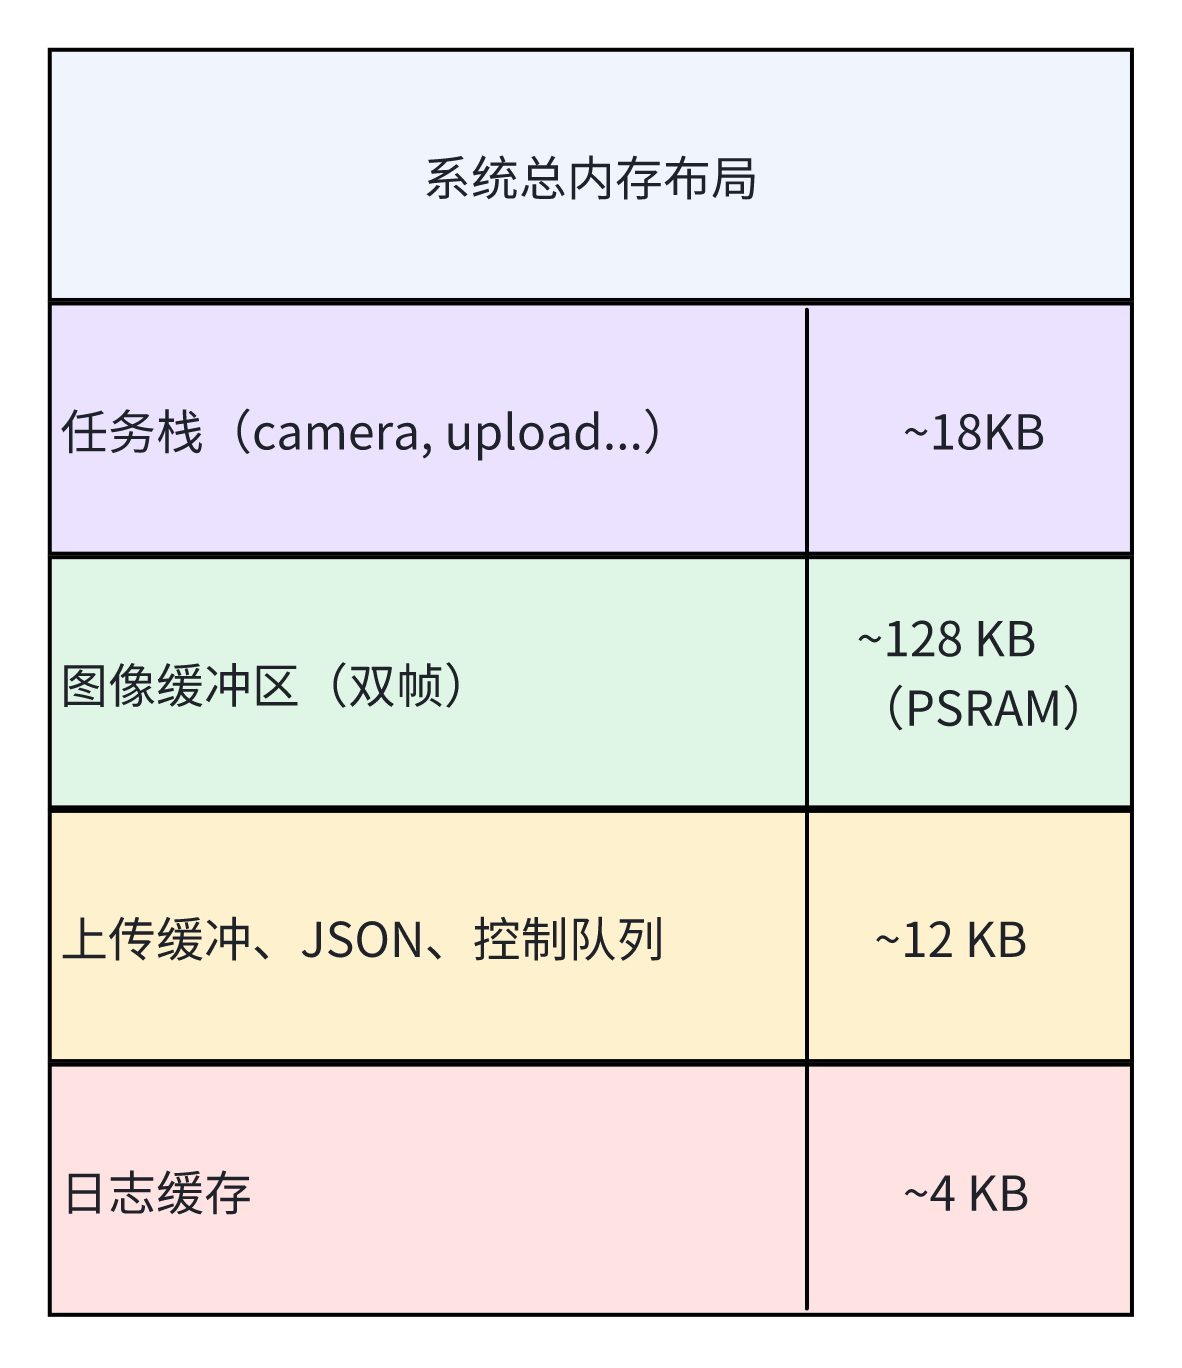 系统总内存布局
任务栈（camera, upload...）
~18KB
图像缓冲区（双帧）
~128 KB
（PSRAM）
上传缓冲、JSON、控制队列
~12 KB
日志缓存
~4 KB